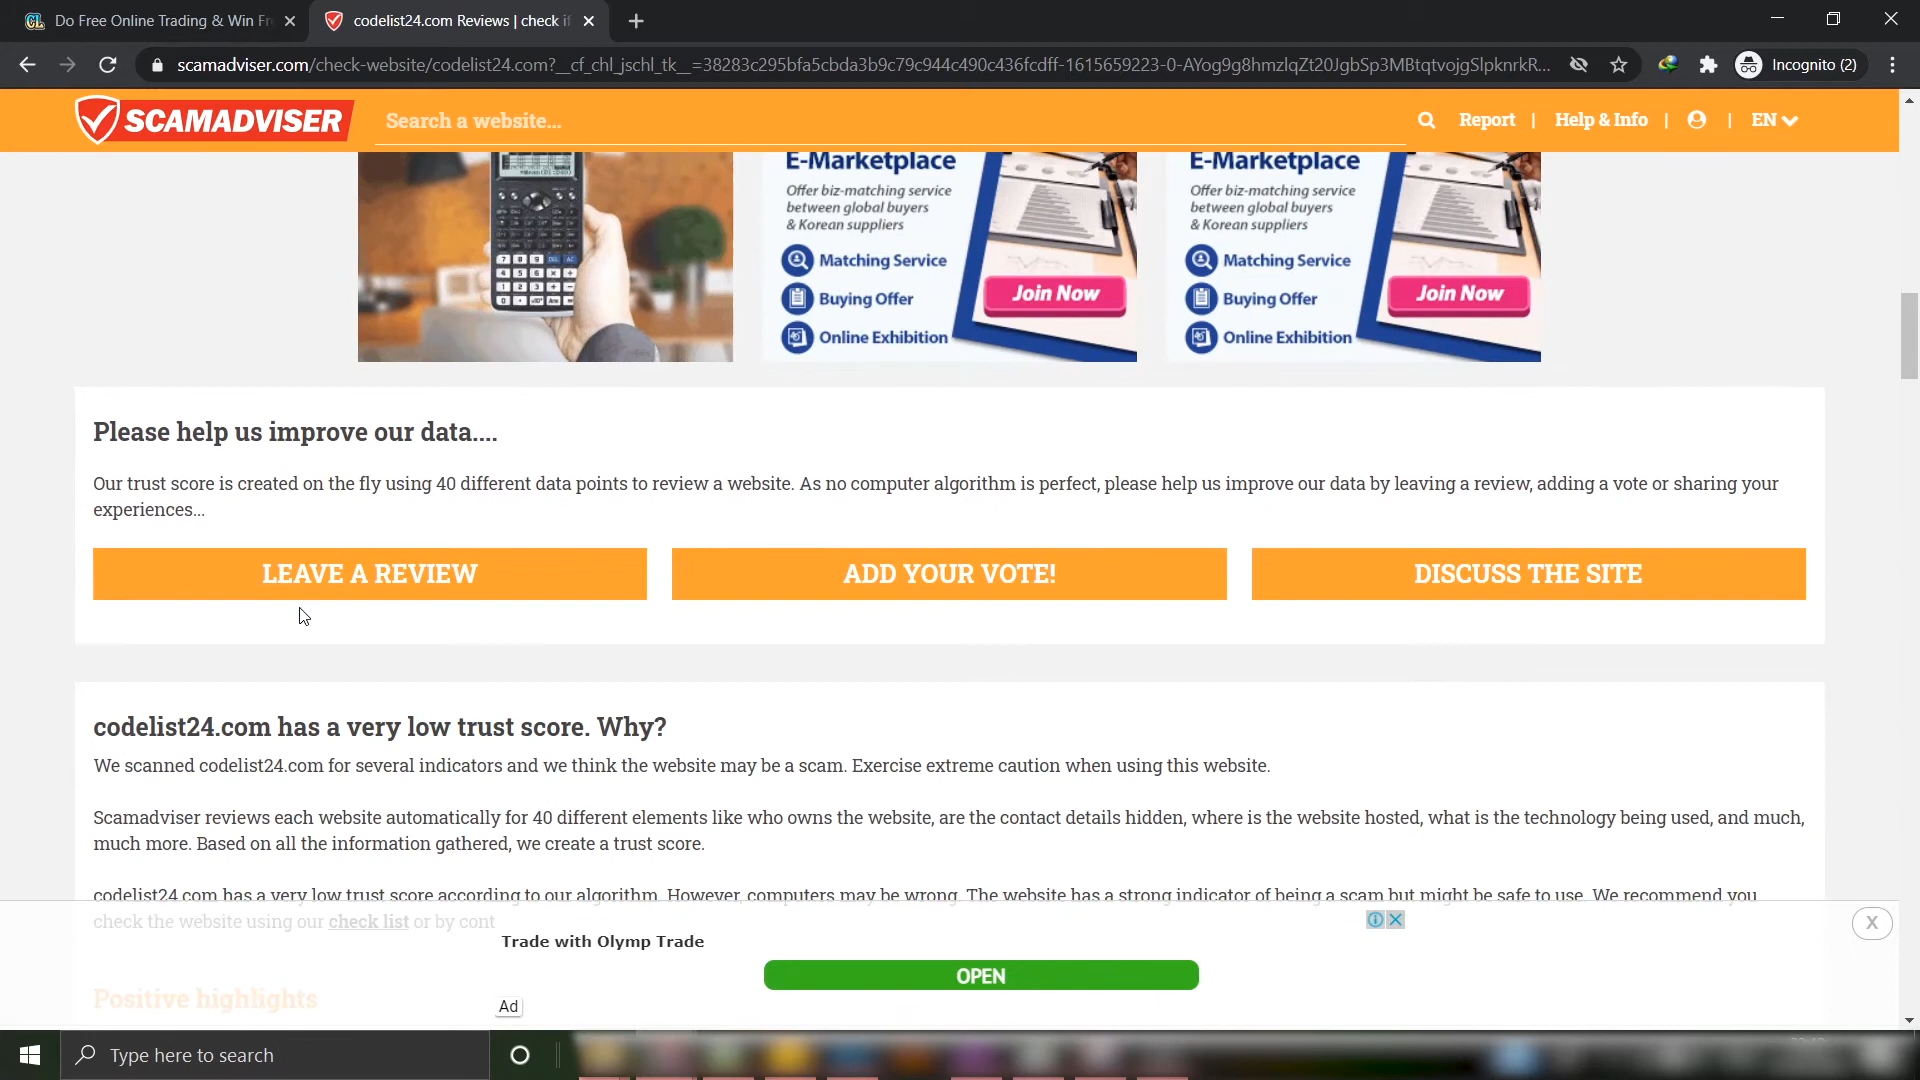 Do Free Online Trading & Win Fr
codelist24.com Reviews | check if
scamadviser.com/check-website/codelist24.com?__cf_chl_jschl_tk__=38283c295bfa5cbda3b9c79c944c490c436fcdff-1615659223-0-AYog9g8hmzlqZt20JgbSp3MBtqtvojgSlpknrkR...
Incognito (2)
SCAMADVISER
Search a website...
Report | Help & Info | | EN
E-Marketplace
Offer biz-matching service
between global buyers
& Korean suppliers
Matching Service
Buying Offer
Online Exhibition
Join Now
E-Marketplace
Offer biz-matching service
between global buyers
& Korean suppliers
Matching Service
Buying Offer
Online Exhibition
Join Now
Please help us improve our data....
Our trust score is created on the fly using 40 different data points to review a website. As no computer algorithm is perfect, please help us improve our data by leaving a review, adding a vote or sharing your
experiences...
LEAVE A REVIEW
ADD YOUR VOTE!
DISCUSS THE SITE
codelist24.com has a very low trust score. Why?
We scanned codelist24.com for several indicators and we think the website may be a scam. Exercise extreme caution when using this website.
Scamadviser reviews each website automatically for 40 different elements like who owns the website, are the contact details hidden, where is the website hosted, what is the technology being used, and much,
much more. Based on all the information gathered, we create a trust score.
codelist24.com has a very low trust score according to our algorithm. However, computers may be wrong. The website has a strong indicator of being a scam but might be safe to use. We recommend you
check the website using our check list or by cont
Trade with Olymp Trade
X
OPEN
Positive highlights
Ad
Type here to search